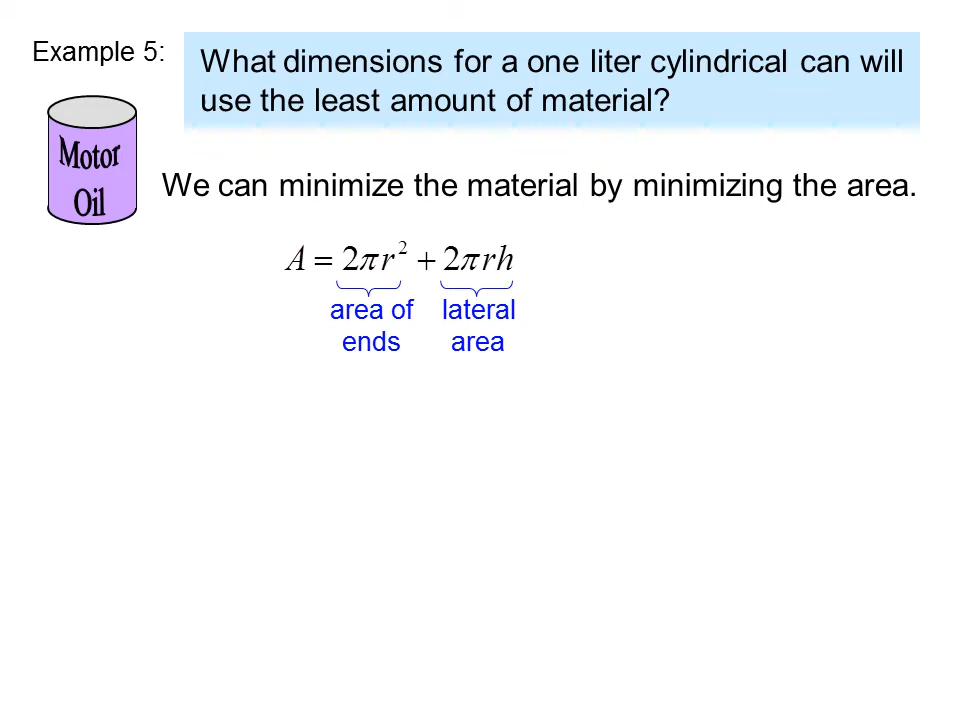 Example 5:
What dimensions for a one liter cylindrical can will
use the least amount of material?
Motor
Oil
We can minimize the material by minimizing the area.
A = 2πr² + 2πrh
area of lateral
ends area